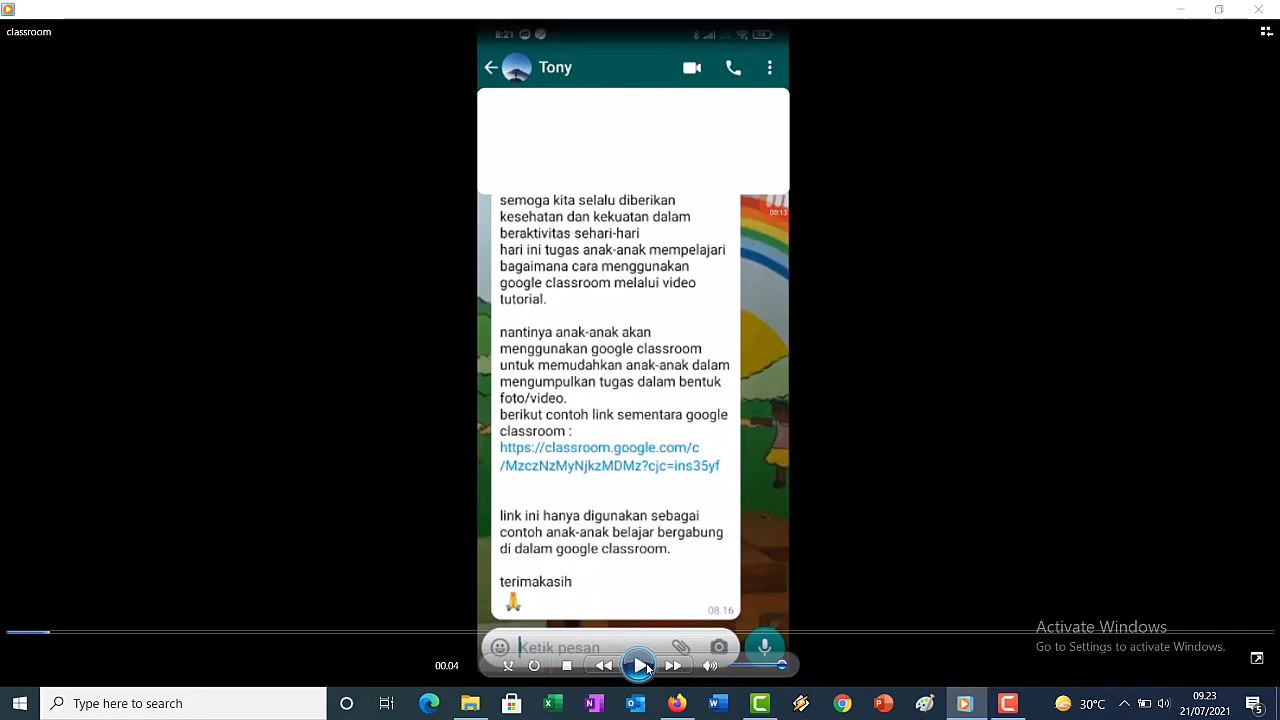 classroom
8:21
76
Tony
semoga kita selalu diberikan
kesehatan dan kekuatan dalam
beraktivitas sehari-hari
hari ini tugas anak-anak mempelajari
bagaimana cara menggunakan
google classroom melalui video
tutorial.
nantinya anak-anak akan
menggunakan google classroom
untuk memudahkan anak-anak dalam
mengumpulkan tugas dalam bentuk
foto/video.
berikut contoh link sementara google
classroom :
https://classroom.google.com/c
/MzczNzMyNjkzMDMz?cjc=ins35yf
link ini hanya digunakan sebagai
contoh anak-anak belajar bergabung
di dalam google classroom.
terimakasih
08.16
00:13
Ketik pesan
Activate Windows
Go to Settings to activate Windows.
00.04
Type here to search
30°C
09.23
21/07/2021
5